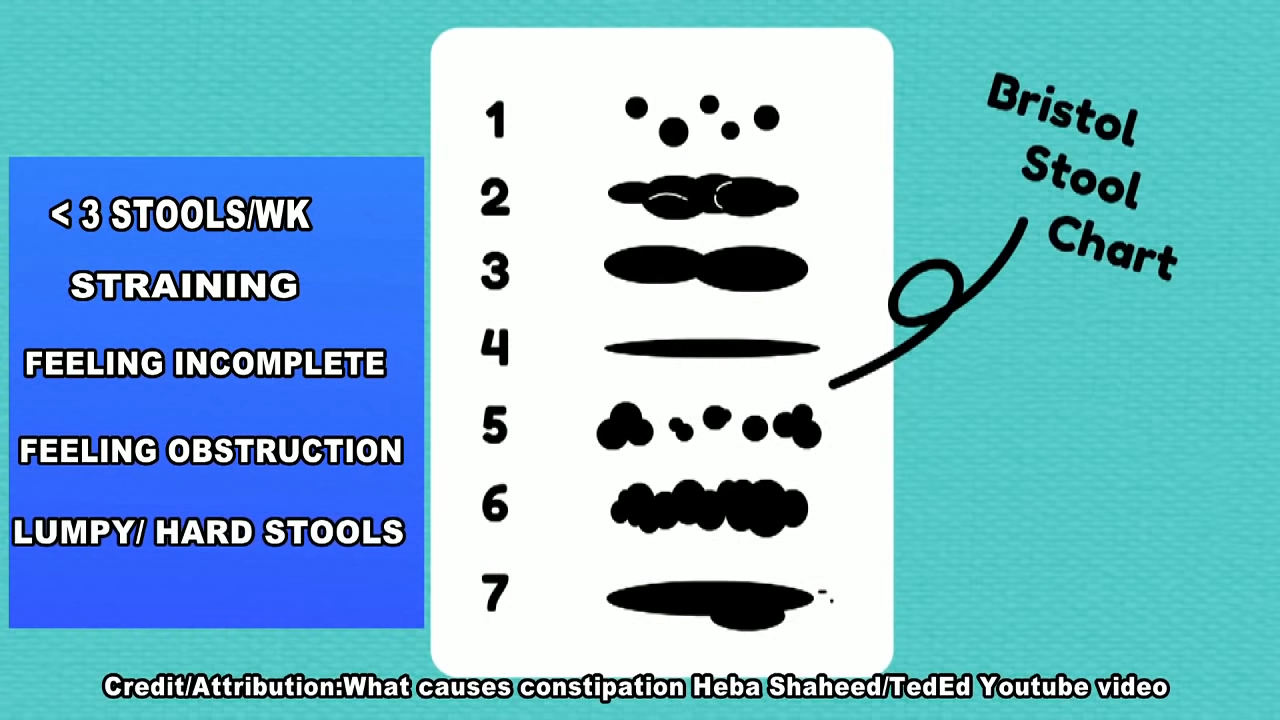 < 3 STOOLS/WK
STRAINING
FEELING INCOMPLETE
FEELING OBSTRUCTION
LUMPY/ HARD STOOLS
1
2
3
4
5
6
7
Bristol
Stool
Chart
Credit/Attribution:What causes constipation Heba Shaheed/TedEd Youtube video